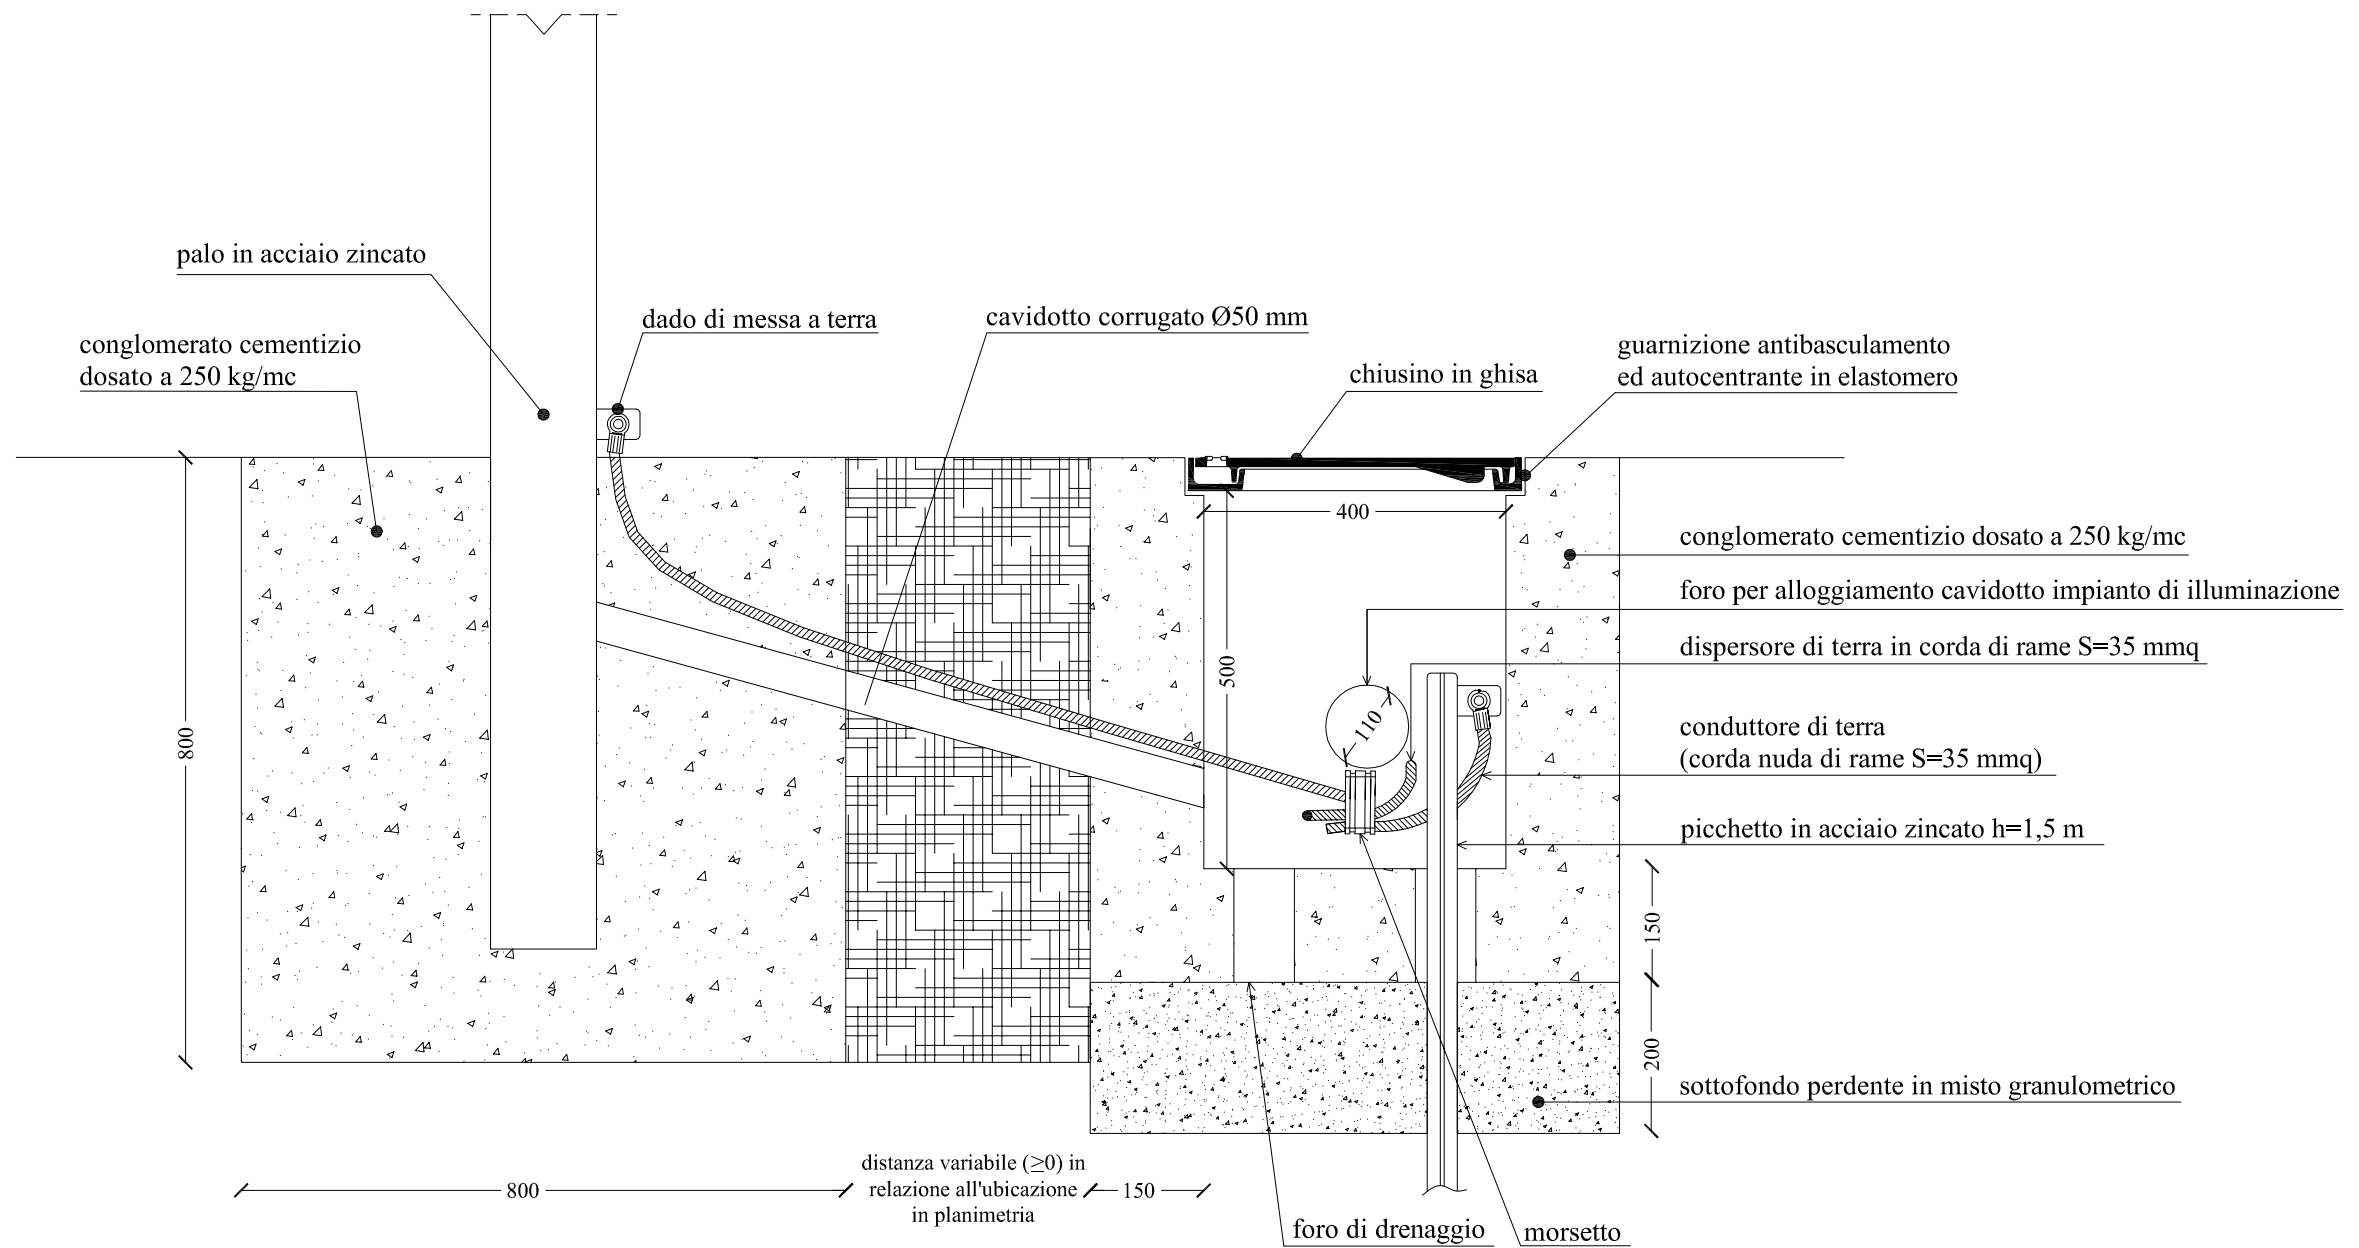 palo in acciaio zincato
dado di messa a terra
cavidotto corrugato Ø50 mm
conglomerato cementizio
dosato a 250 kg/mc
chiusino in ghisa
guarnizione antibasculamento
ed autocentrante in elastomero
400
conglomerato cementizio dosato a 250 kg/mc
foro per alloggiamento cavidotto impianto di illuminazione
dispersore di terra in corda di rame S=35 mmq
500
110
800
conduttore di terra
(corda nuda di rame S=35 mmq)
picchetto in acciaio zincato h=1,5 m
150
200
sottofondo perdente in misto granulometrico
800
distanza variabile (≥0) in
relazione all'ubicazione
in planimetria
150
foro di drenaggio
morsetto